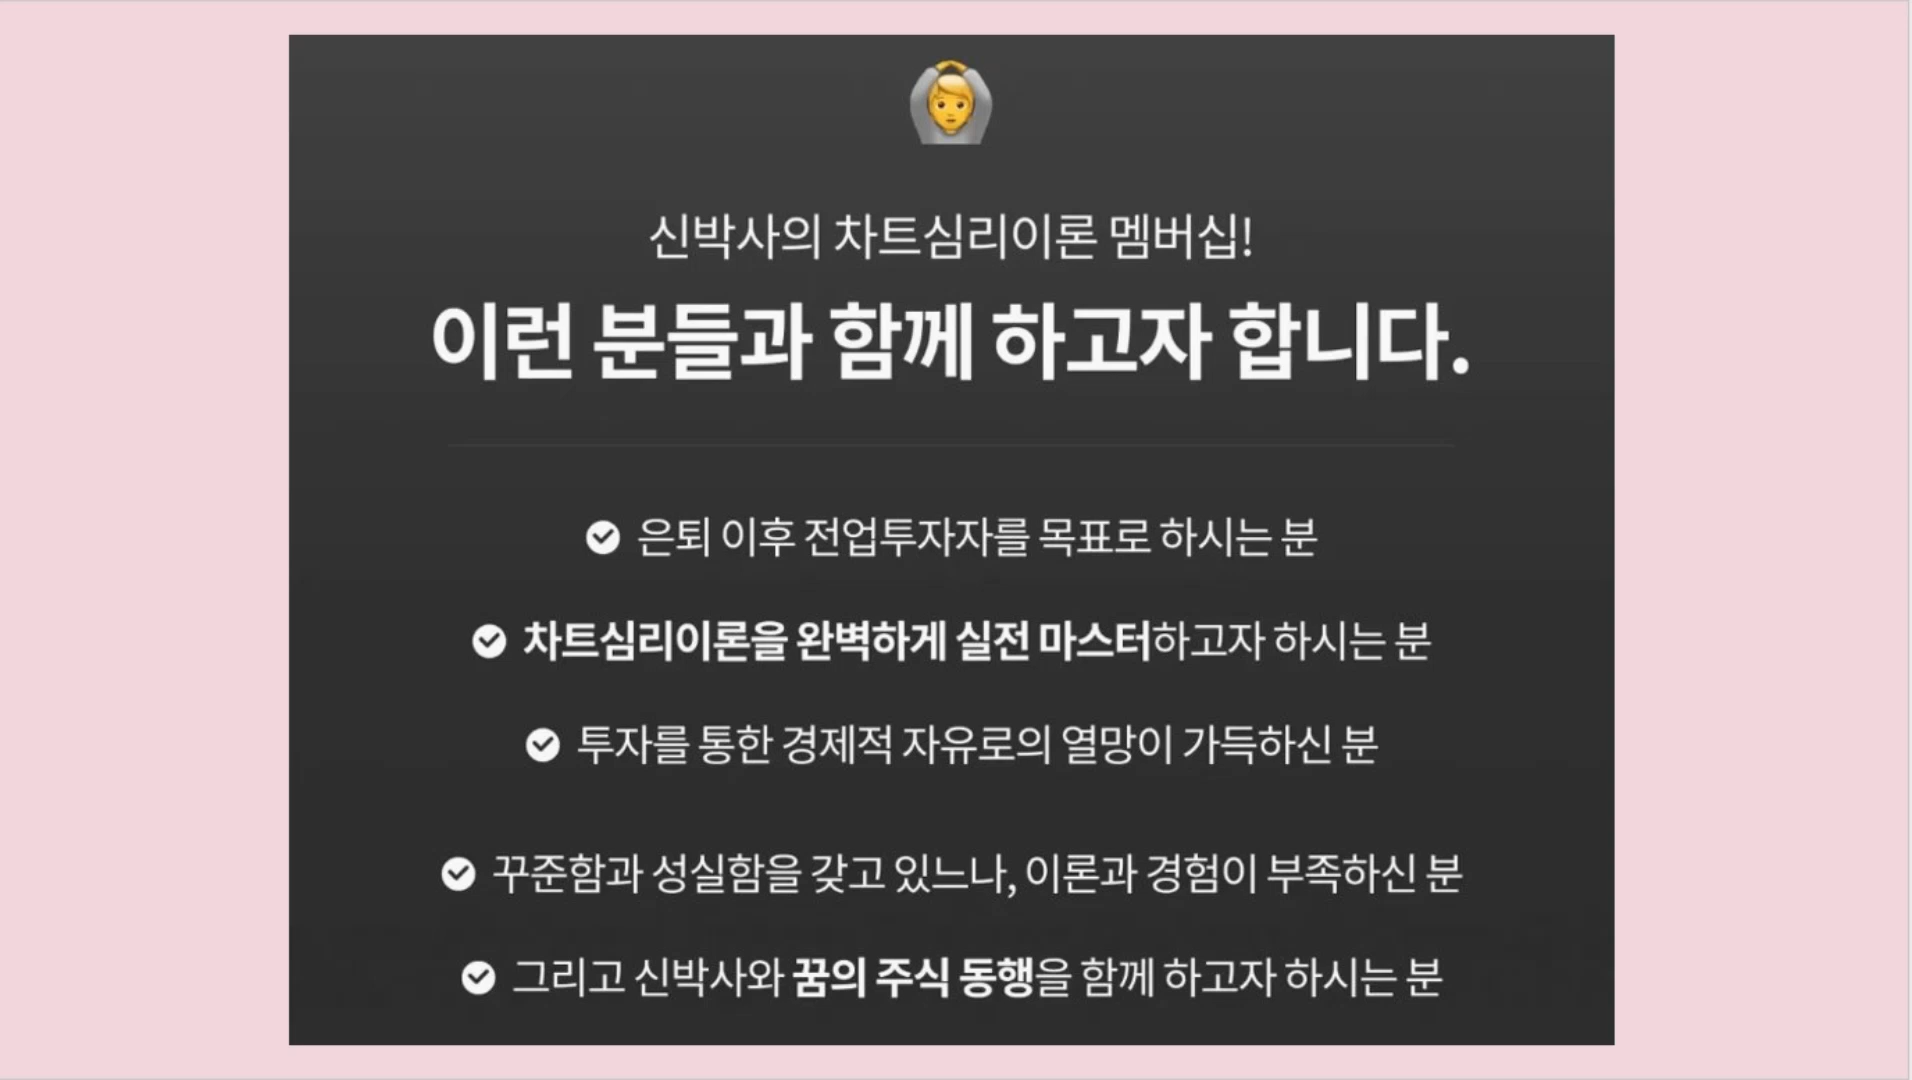 신박사의 차트심리이론 멤버십!
이런 분들과 함께 하고자 합니다.
은퇴 이후 전업투자자를 목표로 하시는 분
차트심리이론을 완벽하게 실전 마스터하고자 하시는 분
투자를 통한 경제적 자유로의 열망이 가득하신 분
꾸준함과 성실함을 갖고 있느나, 이론과 경험이 부족하신 분
그리고 신박사와 꿈의 주식 동행을 함께 하고자 하시는 분